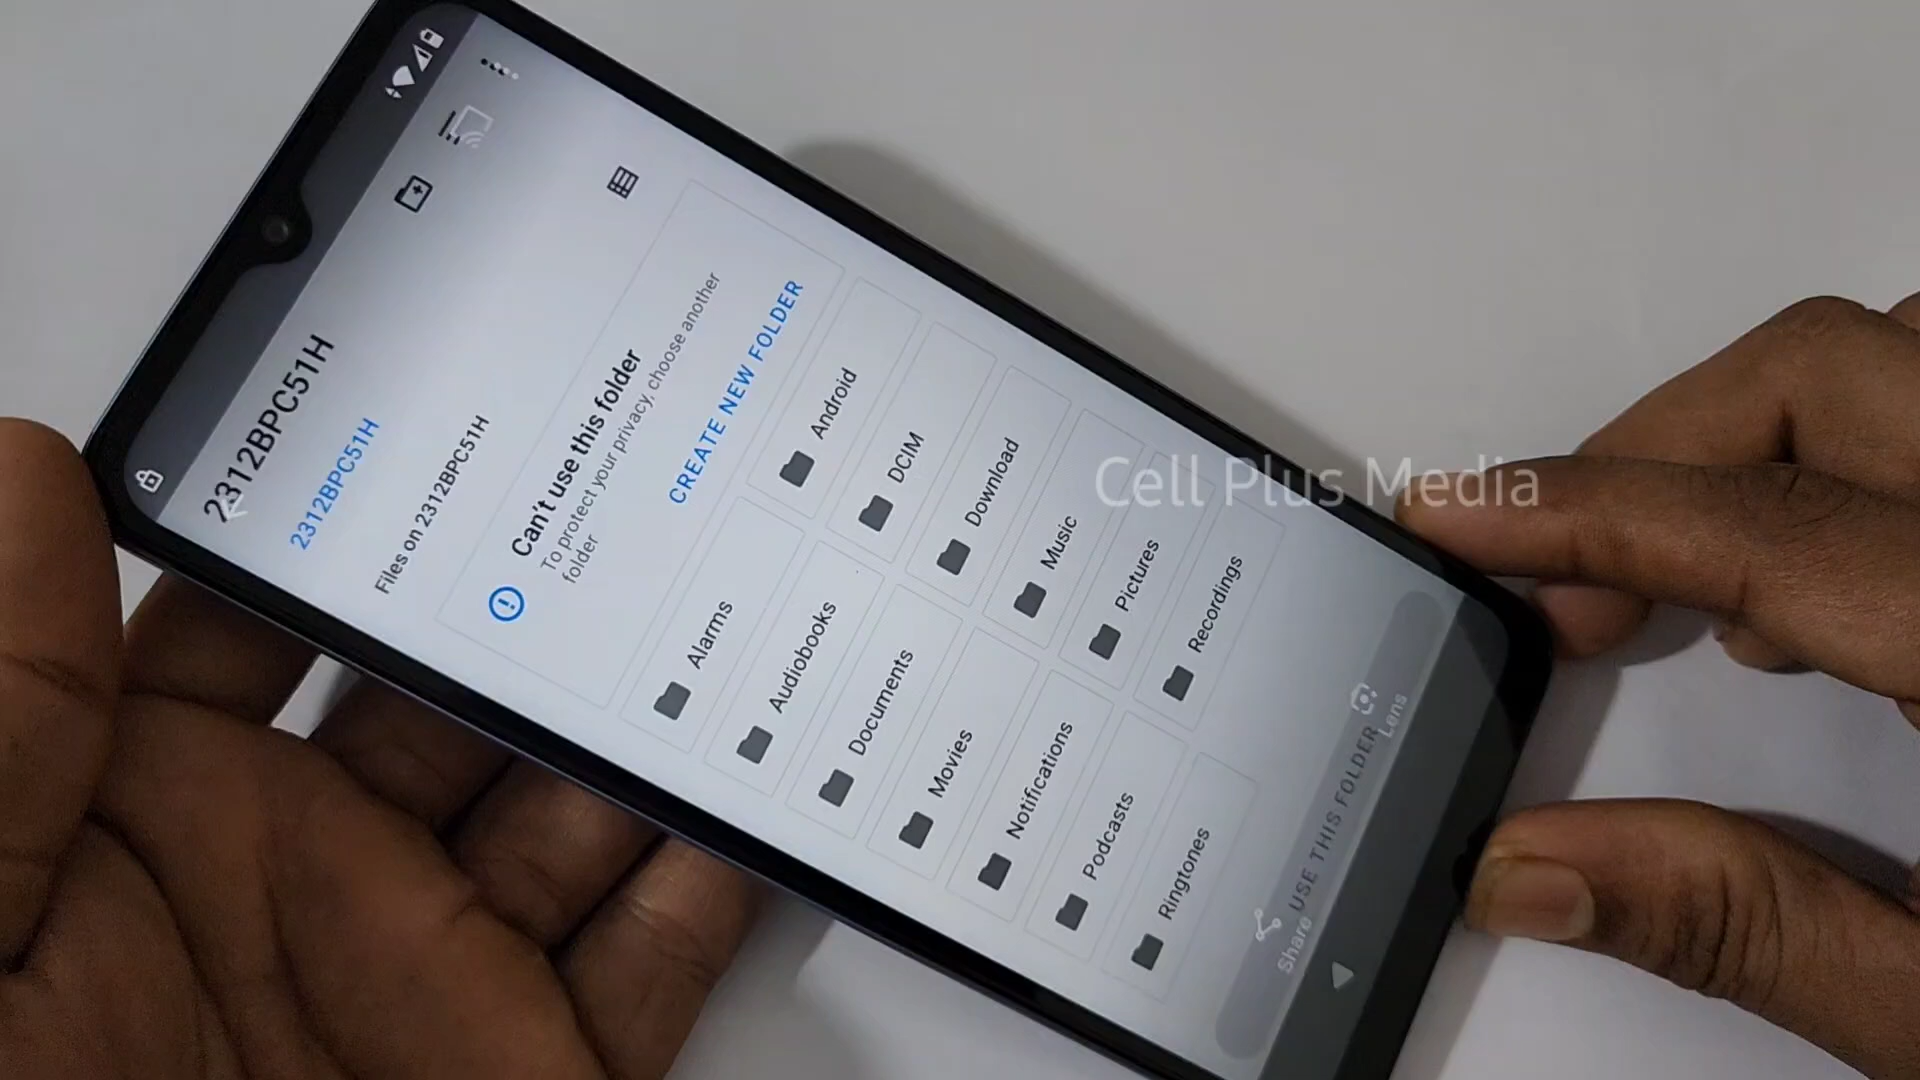 2312BPC51H
2312BPC51H
Files on 2312BPC51H
Can't use this folder
To protect your privacy, choose another
folder
CREATE NEW FOLDER
Alarms
Android
Audiobooks
DCIM
Documents
Download
Movies
Music
Notifications
Pictures
Podcasts
Recordings
Ringtones
USE THIS FOLDER
Share
Lens
Cell Plus Media